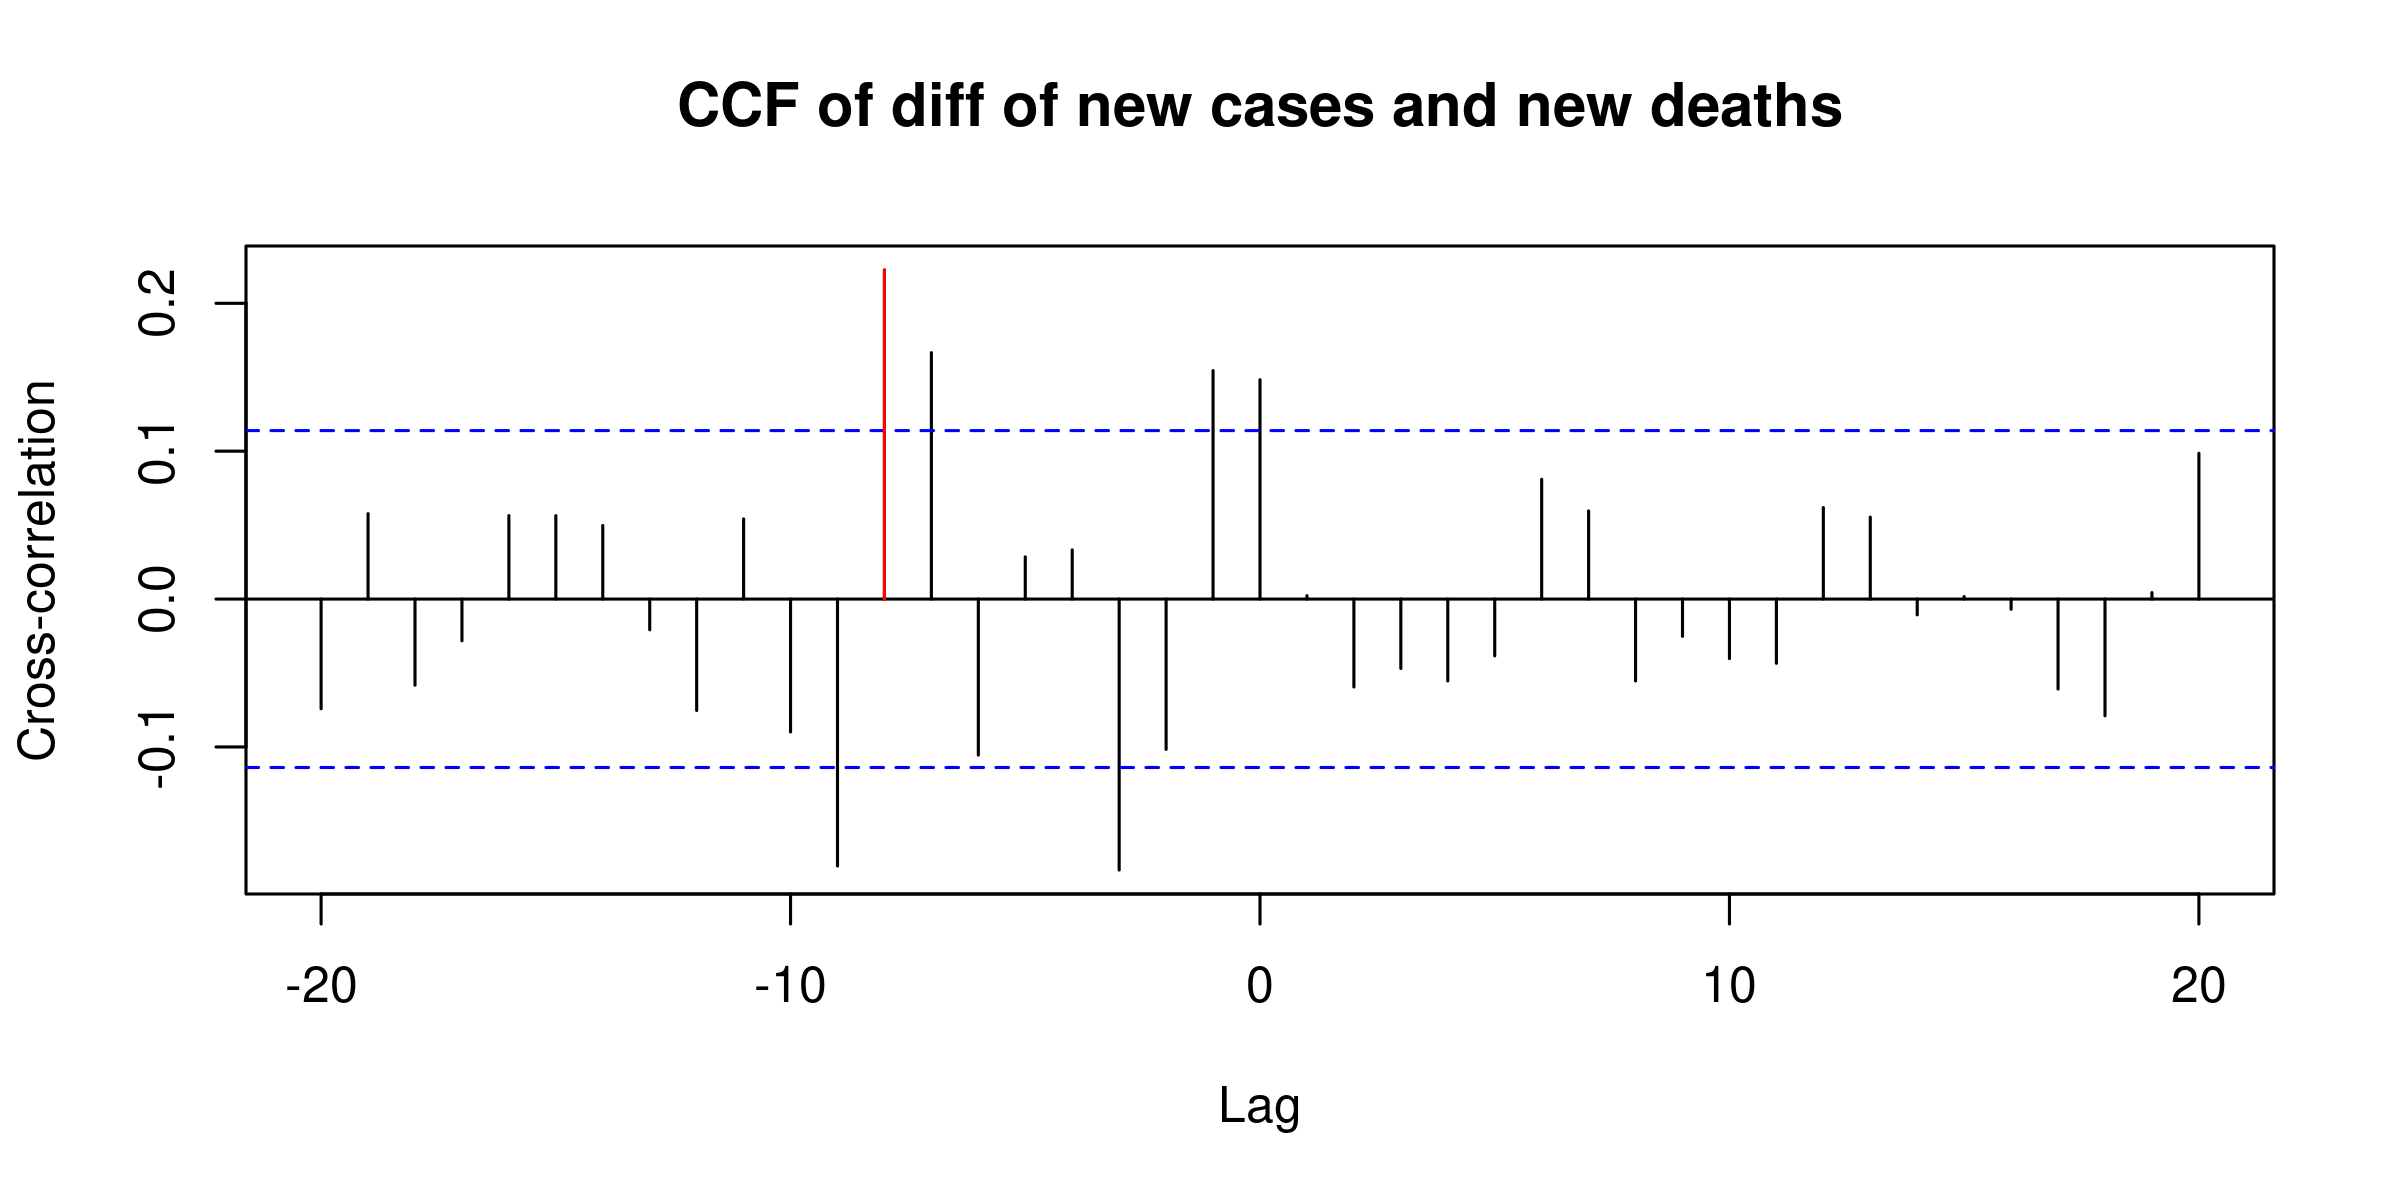 CCF of diff of new cases and new deaths
Cross-correlation
0.2
0.1
0.0
-0.1
-20 -10 0 10 20
Lag